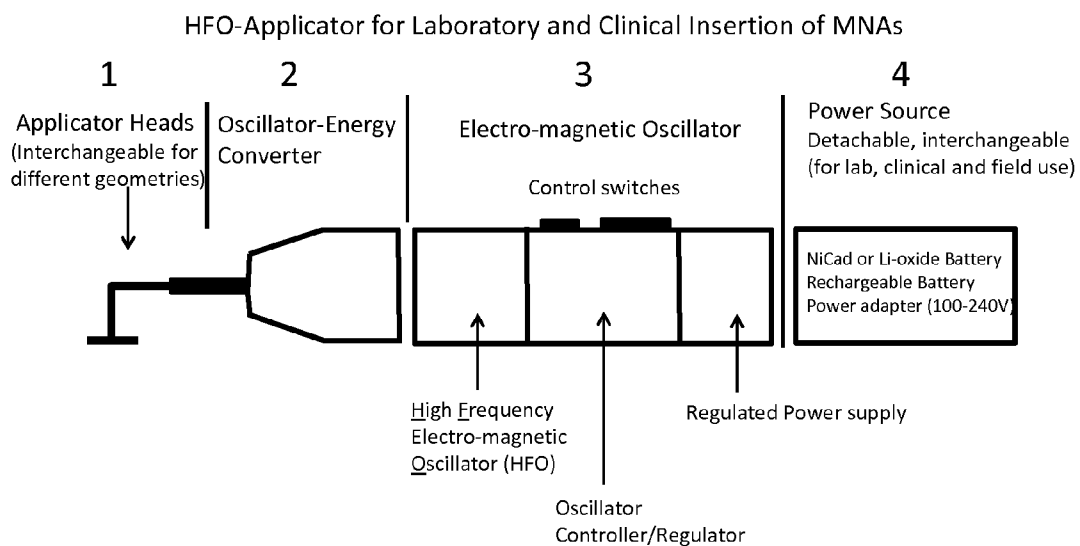 HFO-Applicator for Laboratory and Clinical Insertion of MNAs
1
2
3
4
Applicator Heads
(Interchangeable for
different geometries)
Oscillator-Energy
Converter
Electro-magnetic Oscillator
Control switches
Power Source
Detachable, interchangeable
(for lab, clinical and field use)
NiCad or Li-oxide Battery
Rechargeable Battery
Power adapter (100-240V)
High Frequency
Electro-magnetic
Oscillator (HFO)
Oscillator
Controller/Regulator
Regulated Power supply